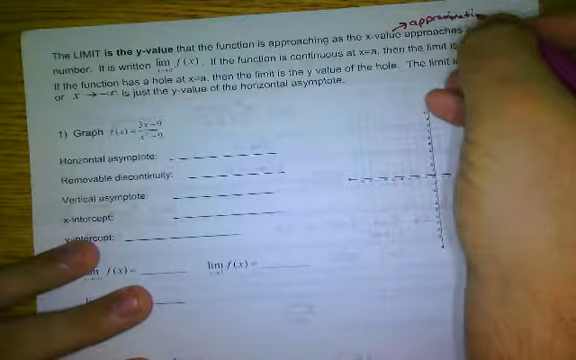 approximati
The LIMIT is the y-value that the function is approaching as the x-value approaches
number. It is written lim f(x). If the function is continuous at x=a, then the limit is
If the function has a hole at x=a, then the limit is the y value of the hole. The limit
or x → -∞ is just the y-value of the horizontal asymptote.
1) Graph f(x) = 3x-9 / x²-9
Horizontal asymptote:
Removable discontinuity:
Vertical asymptote:
x-intercept:
y-intercept:
f(x) = lim f(x) =